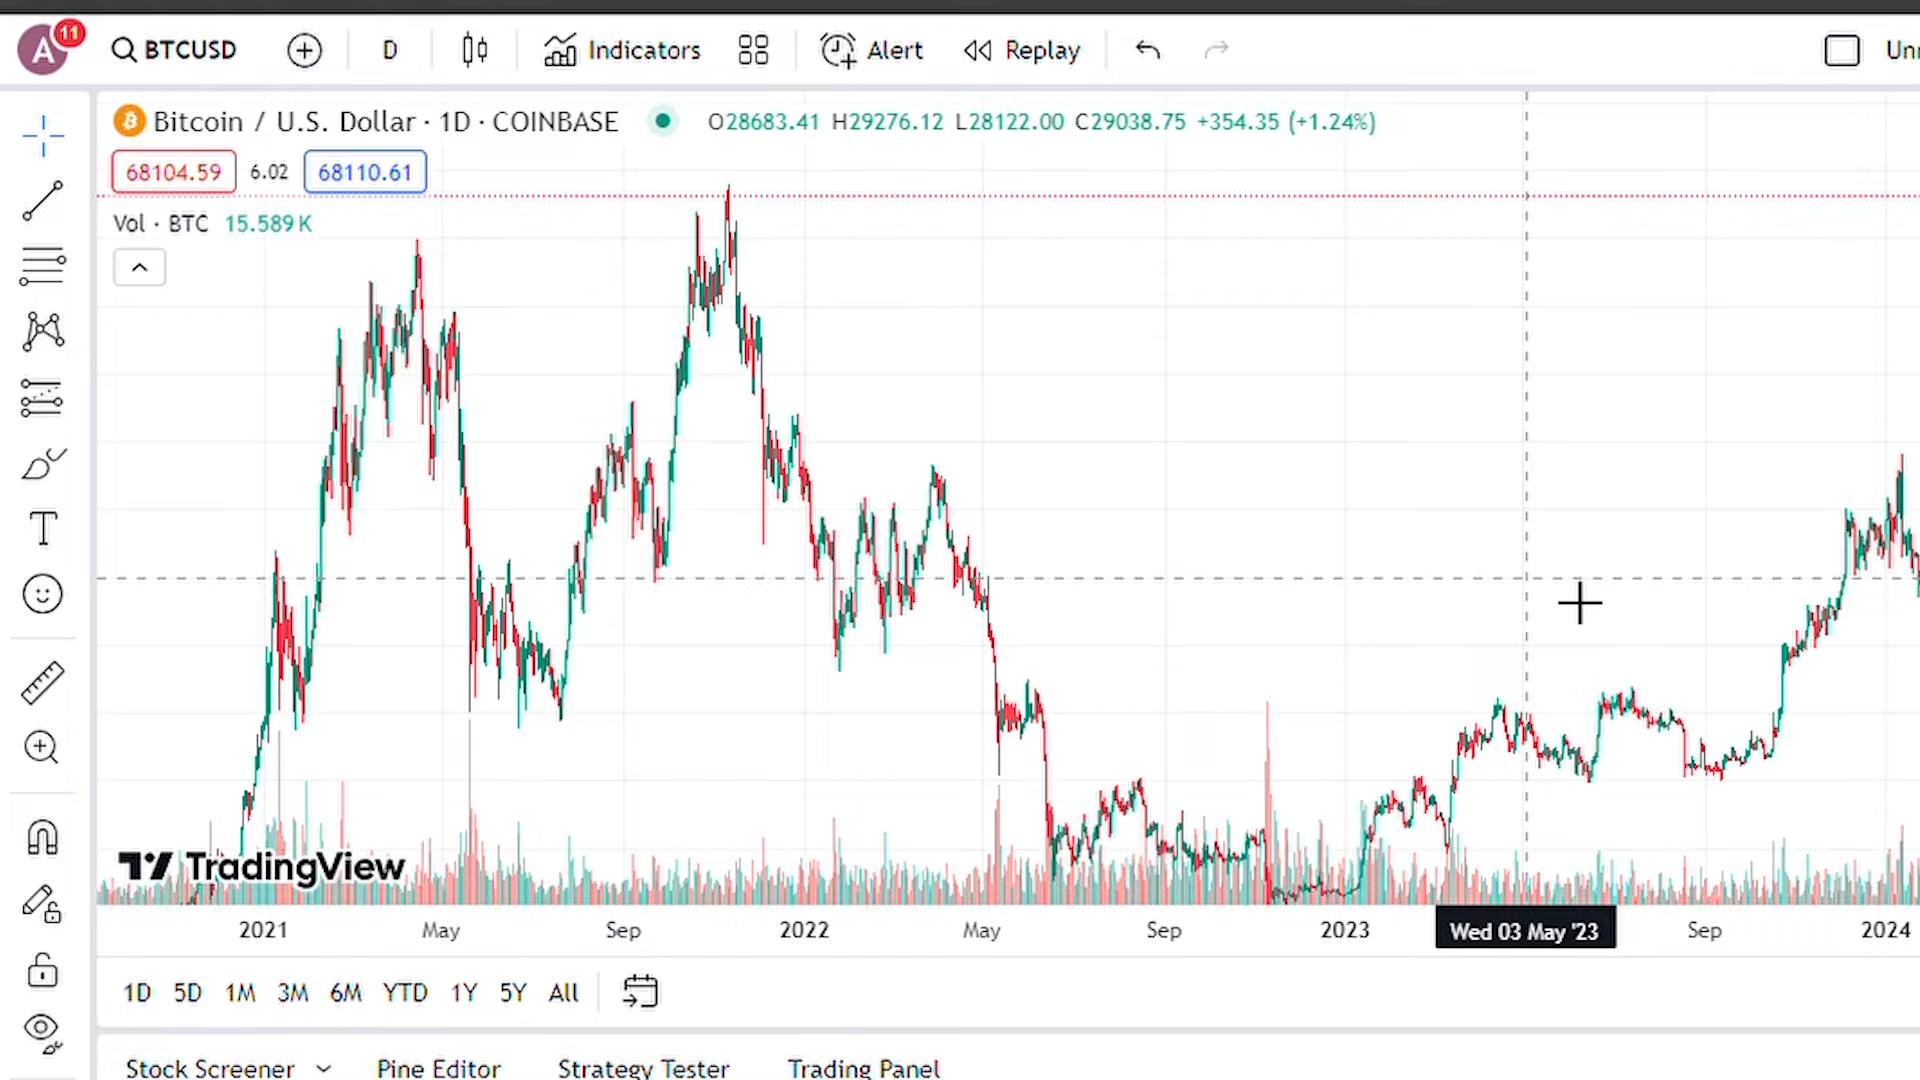 A 11 BTCUSD D Indicators Alert Replay Unr
Bitcoin / U.S. Dollar · 1D · COINBASE O28683.41 H29276.12 L28122.00 C29038.75 +354.35 (+1.24%)
68104.59 6.02 68110.61
Vol · BTC 15.589K
TradingView
2021 May Sep 2022 May Sep 2023 Wed 03 May '23 Sep 2024
1D 5D 1M 3M 6M YTD 1Y 5Y All
Stock Screener Pine Editor Strategy Tester Trading Panel